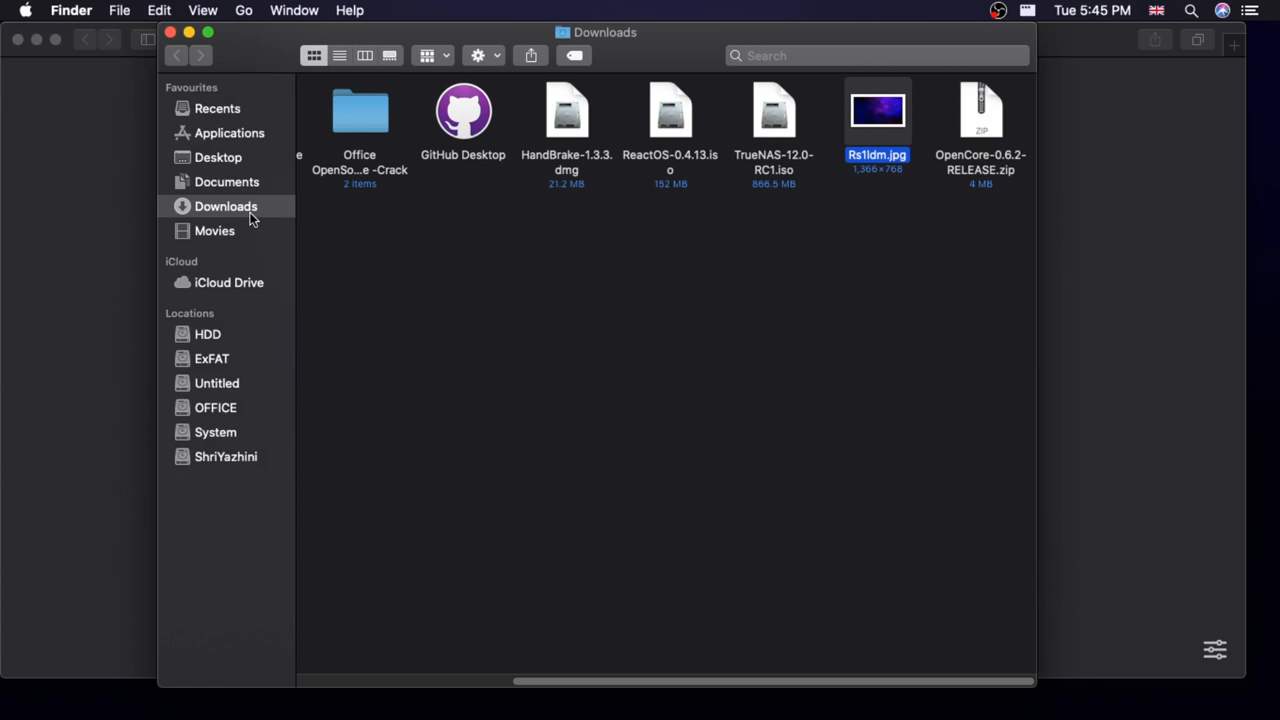 Finder File Edit View Go Window Help Tue 5:45 PM
Downloads
Search
Favourites
Recents
Applications
Desktop
Documents
Downloads
Movies
iCloud
iCloud Drive
Locations
HDD
ExFAT
Untitled
OFFICE
System
ShriYazhini
e
Office
OpenSo...e -Crack
2 items
GitHub Desktop
HandBrake-1.3.3.
dmg
21.2 MB
ReactOS-0.4.13.is
o
152 MB
TrueNAS-12.0-
RC1.iso
866.5 MB
Rs1ldm.jpg
1,366×768
ZIP
OpenCore-0.6.2-
RELEASE.zip
4 MB